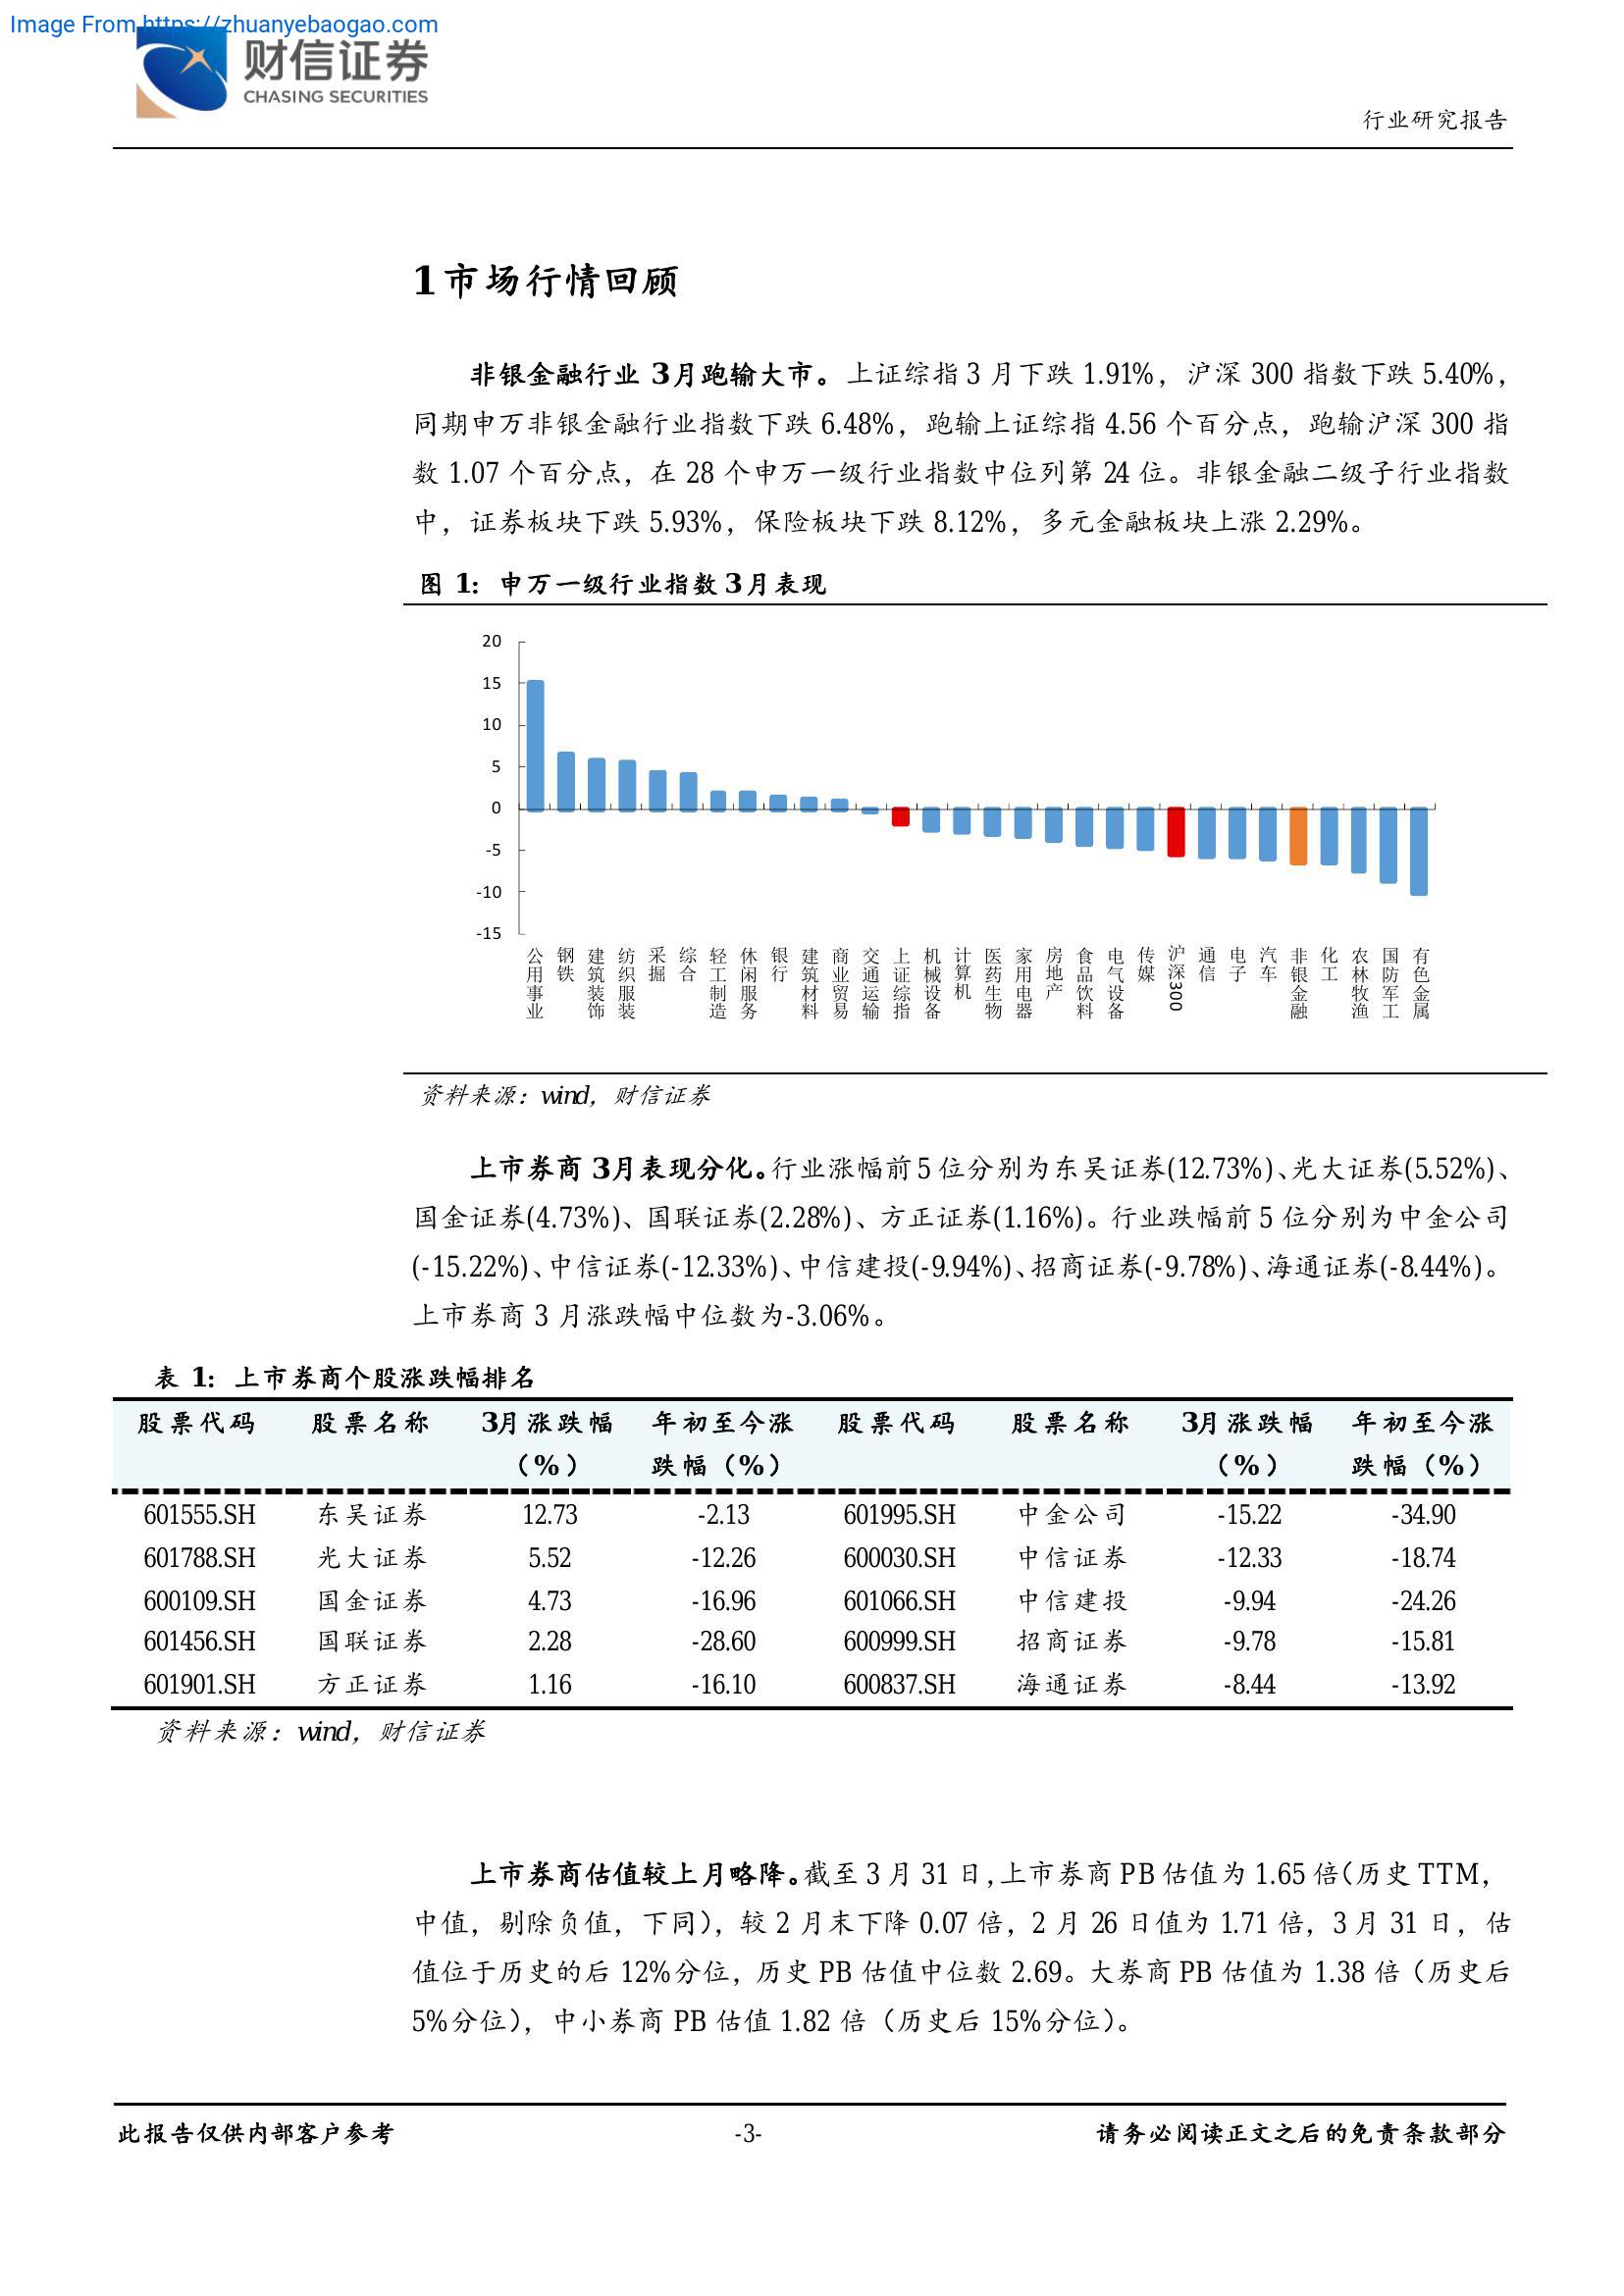 Image From https://zhuanyebaogao.com
财信证券
CHASING SECURITIES
行业研究报告
1 市场行情回顾
非银金融行业 3 月跑输大市。上证综指 3 月下跌 1.91%，沪深 300 指数下跌 5.40%，
同期申万非银金融行业指数下跌 6.48%，跑输上证综指 4.56 个百分点，跑输沪深 300 指
数 1.07 个百分点，在 28 个申万一级行业指数中位列第 24 位。非银金融二级子行业指数
中，证券板块下跌 5.93%，保险板块下跌 8.12%，多元金融板块上涨 2.29%。
图 1：申万一级行业指数 3 月表现
20
15
10
5
0
-5
-10
-15
公用事业 钢铁 建筑装饰 纺织服装 采掘 综合 轻工制造 休闲服务 银行 建筑材料 商业贸易 交通运输 上证综指 机械设备 计算机 医药生物 家用电器 房地产 食品饮料 电气设备 传媒 沪深300 通信 电子 汽车 非银金融 化工 农林牧渔 国防军工 有色金属
资料来源：wind，财信证券
上市券商 3 月表现分化。行业涨幅前 5 位分别为东吴证券(12.73%)、光大证券(5.52%)、
国金证券(4.73%)、国联证券(2.28%)、方正证券(1.16%)。行业跌幅前 5 位分别为中金公司
(-15.22%)、中信证券(-12.33%)、中信建投(-9.94%)、招商证券(-9.78%)、海通证券(-8.44%)。
上市券商 3 月涨跌幅中位数为-3.06%。
表 1：上市券商个股涨跌幅排名
股票代码 股票名称 3月涨跌幅 年初至今涨 股票代码 股票名称 3月涨跌幅 年初至今涨
（%） 跌幅（%） （%） 跌幅（%）
601555.SH 东吴证券 12.73 -2.13 601995.SH 中金公司 -15.22 -34.90
601788.SH 光大证券 5.52 -12.26 600030.SH 中信证券 -12.33 -18.74
600109.SH 国金证券 4.73 -16.96 601066.SH 中信建投 -9.94 -24.26
601456.SH 国联证券 2.28 -28.60 600999.SH 招商证券 -9.78 -15.81
601901.SH 方正证券 1.16 -16.10 600837.SH 海通证券 -8.44 -13.92
资料来源：wind，财信证券
上市券商估值较上月略降。截至 3 月 31 日，上市券商 PB 估值为 1.65 倍（历史 TTM，
中值，剔除负值，下同），较 2 月末下降 0.07 倍，2 月 26 日值为 1.71 倍，3 月 31 日，估
值位于历史的后 12%分位，历史 PB 估值中位数 2.69。大券商 PB 估值为 1.38 倍（历史后
5%分位），中小券商 PB 估值 1.82 倍（历史后 15%分位）。
此报告仅供内部客户参考 -3- 请务必阅读正文之后的免责条款部分